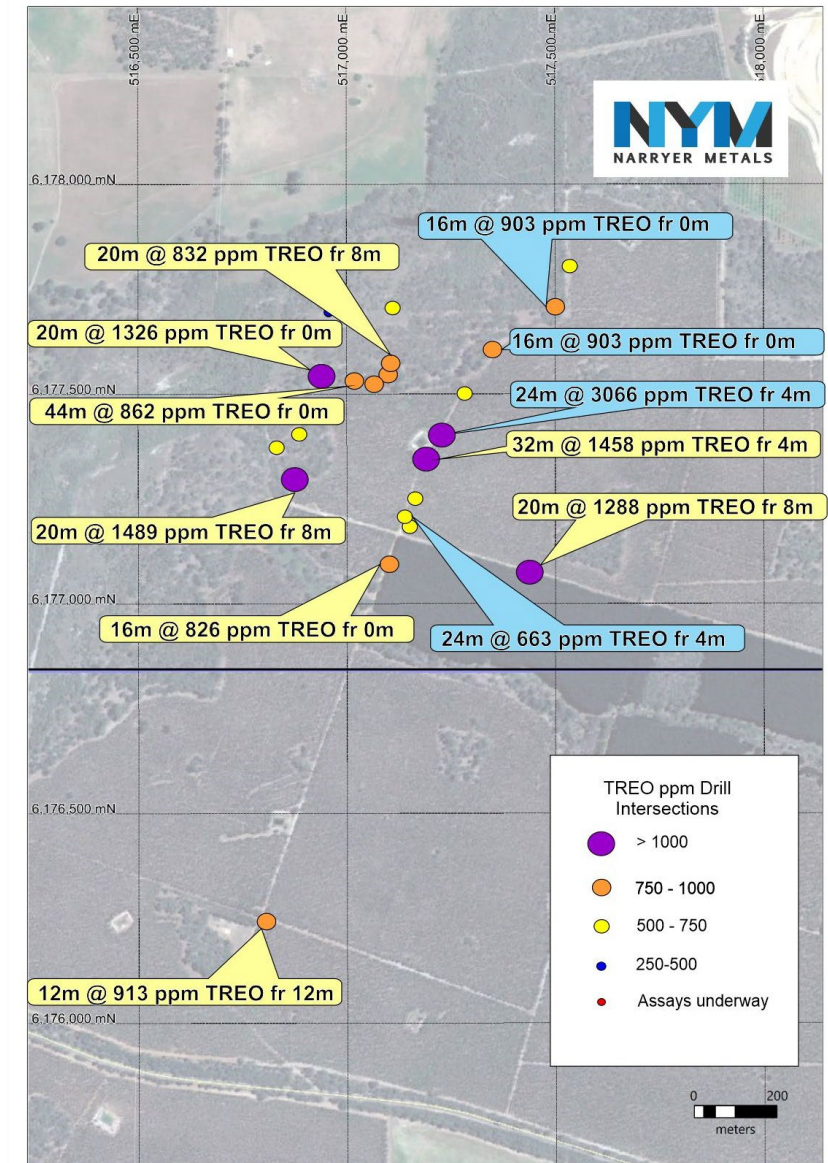 516,500 mE
517,000 mE
517,500 mE
518,000 mE
NYM
NARRYER METALS
6,178,000 mN
16m @ 903 ppm TREO fr 0m
20m @ 832 ppm TREO fr 8m
20m @ 1326 ppm TREO fr 0m
16m @ 903 ppm TREO fr 0m
6,177,500 mN
24m @ 3066 ppm TREO fr 4m
44m @ 862 ppm TREO fr 0m
32m @ 1458 ppm TREO fr 4m
20m @ 1288 ppm TREO fr 8m
20m @ 1489 ppm TREO fr 8m
6,177,000 mN
16m @ 826 ppm TREO fr 0m
24m @ 663 ppm TREO fr 4m
TREO ppm Drill
Intersections
6,176,500 mN
> 1000
750 - 1000
500 - 750
250-500
12m @ 913 ppm TREO fr 12m
Assays underway
6,176,000 mN
0 200
meters